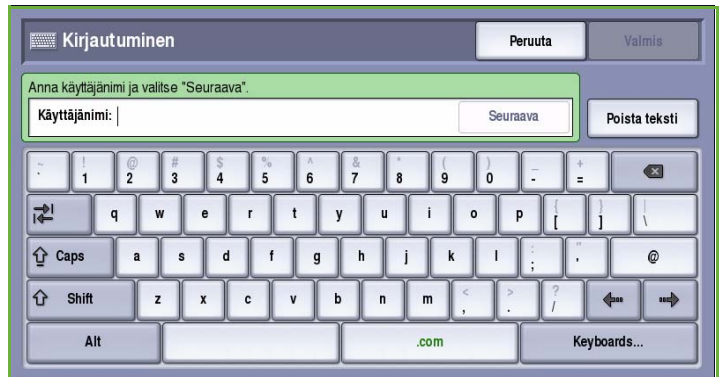 Kirjautuminen Peruuta Valmis
Anna käyttäjänimi ja valitse "Seuraava".
Käyttäjänimi: Seuraava Poista teksti
~ ! @ # $ % ^ & * ( ) _ +
` 1 2 3 4 5 6 7 8 9 0 - =
q w e r t y u i o p { [ } ] | \
Caps a s d f g h j k l : ; " ' @
Shift z x c v b n m < , > . ? /
Alt .com Keyboards...